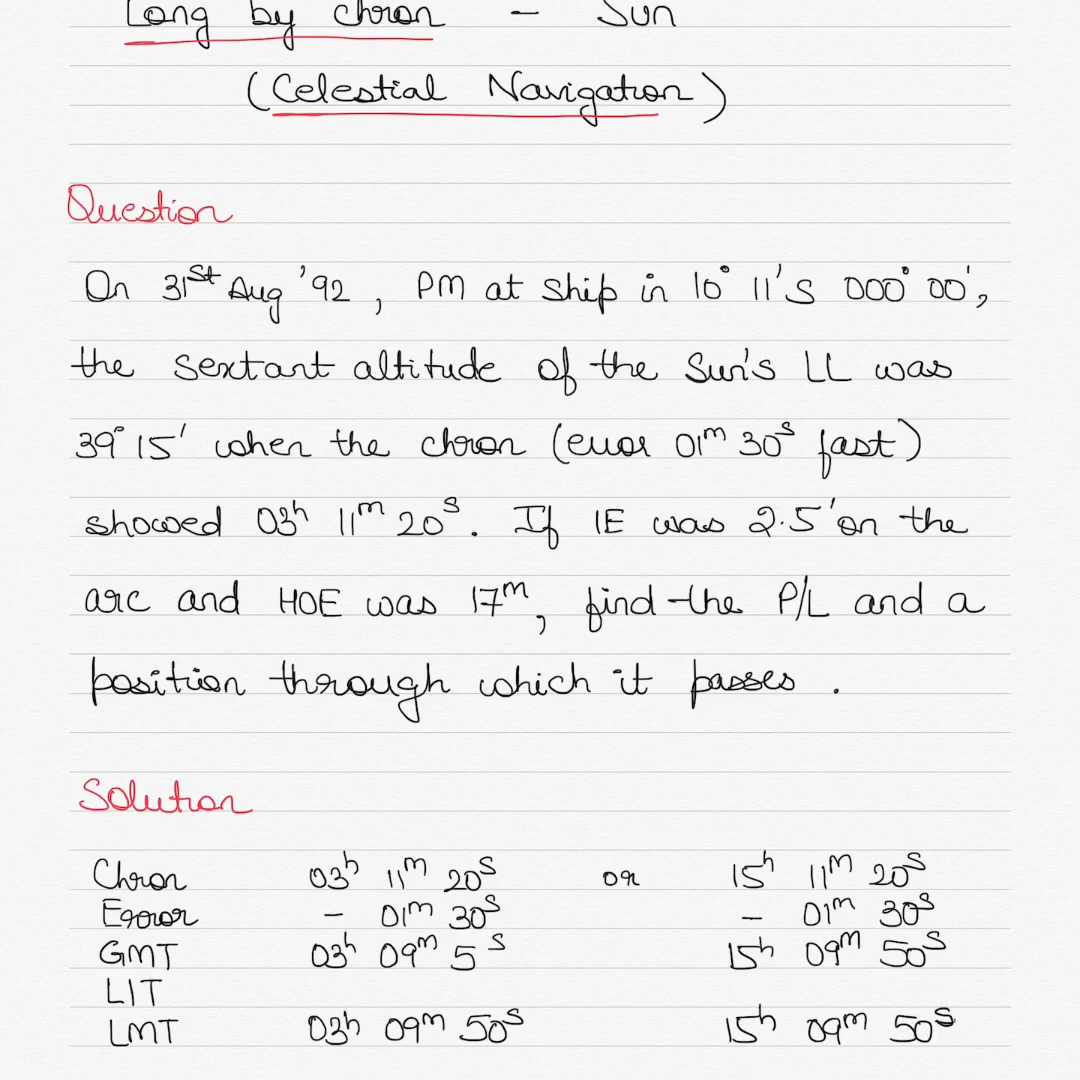 Long by chron - Sun
(Celestial Navigation)
Question
On 31st Aug '92, PM at ship in 10° 11's 000° 00',
the sextant altitude of the Sun's LL was
39° 15' when the chron (error 01m 30s fast)
showed 03h 11m 20s. If IE was 2.5' on the
arc and HOE was 17m, find the P/L and a
position through which it passes.
Solution
Chron 03h 11m 20s or 15h 11m 20s
Error - 01m 30s - 01m 30s
GMT 03h 09m 5s 15h 09m 50s
LIT
LMT 03h 09m 50s 15h 09m 50s